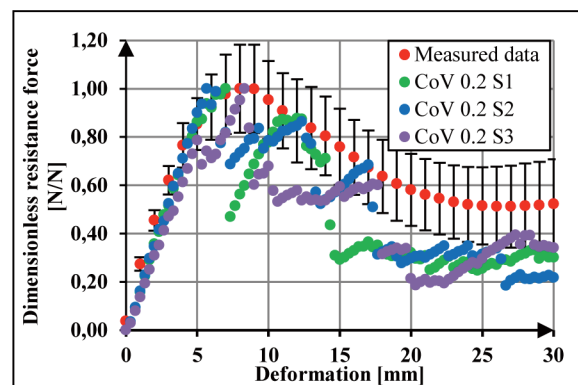 1,20
1,00
0,80
0,60
0,40
0,20
0,00
Dimensionless resistance force
[N/N]
Measured data
CoV 0.2 S1
CoV 0.2 S2
CoV 0.2 S3
0 5 10 15 20 25 30
Deformation [mm]